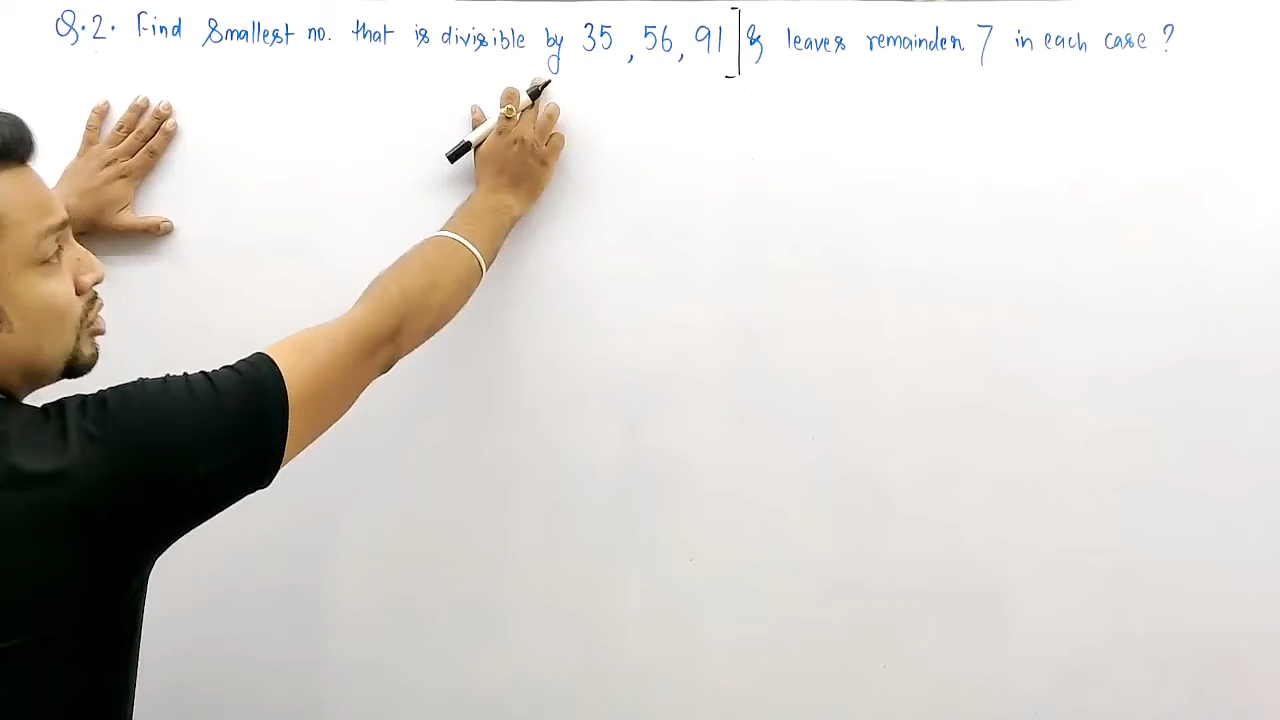 Q.2. Find smallest no. that is divisible by 35, 56, 91] & leaves remainder 7 in each case ?